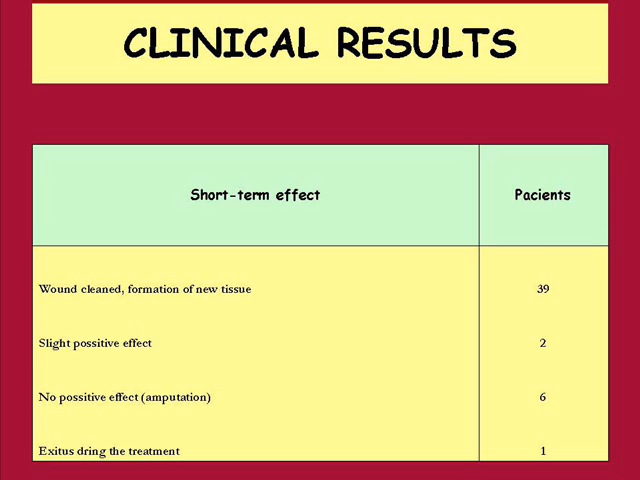 CLINICAL RESULTS
Short-term effect Pacients
Wound cleaned, formation of new tissue 39
Slight possitive effect 2
No possitive effect (amputation) 6
Exitus dring the treatment 1